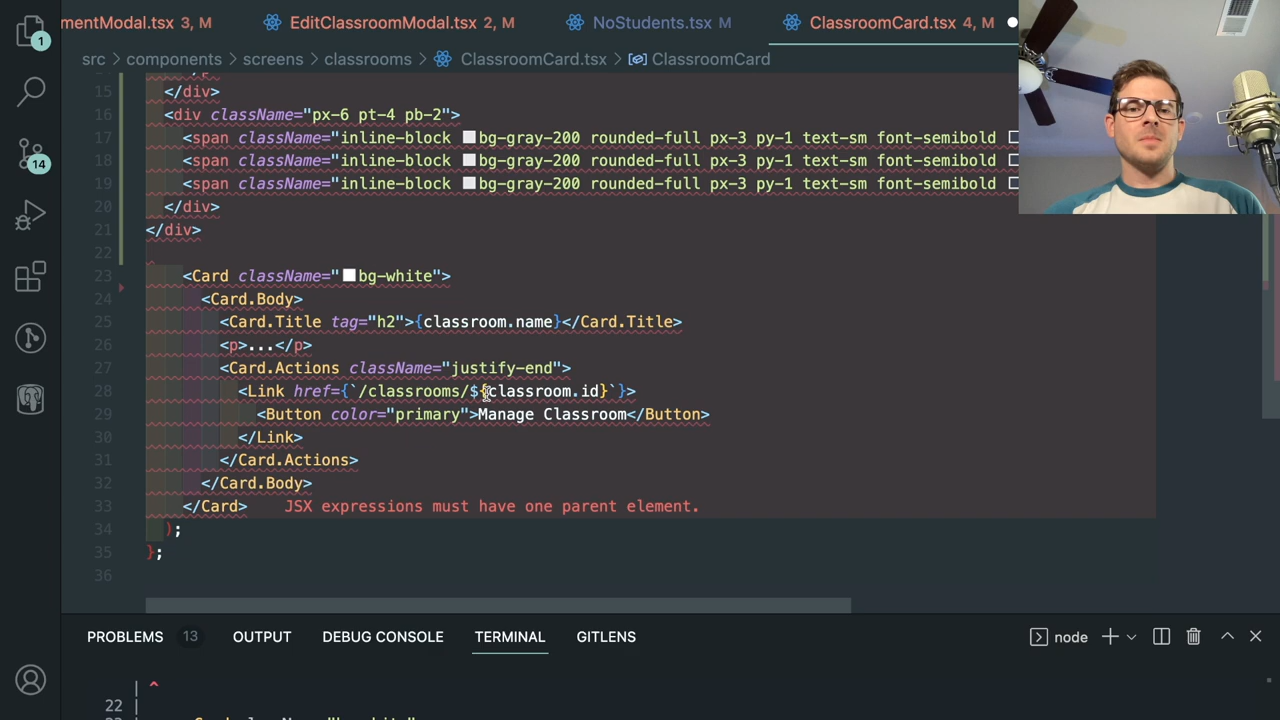 mentModal.tsx 3, M EditClassroomModal.tsx 2, M NoStudents.tsx M ClassroomCard.tsx 4, M
1
src > components > screens > classrooms > ClassroomCard.tsx > ClassroomCard
15 </div>
16 <div className="px-6 pt-4 pb-2">
17 <span className="inline-block bg-gray-200 rounded-full px-3 py-1 text-sm font-semibold
18 <span className="inline-block bg-gray-200 rounded-full px-3 py-1 text-sm font-semibold
19 <span className="inline-block bg-gray-200 rounded-full px-3 py-1 text-sm font-semibold
14
20 </div>
21 </div>
22
23 <Card className="bg-white">
24 <Card.Body>
25 <Card.Title tag="h2">{classroom.name}</Card.Title>
26 <p>...</p>
27 <Card.Actions className="justify-end">
28 <Link href={`/classrooms/${classroom.id}`}>
29 <Button color="primary">Manage Classroom</Button>
30 </Link>
31 </Card.Actions>
32 </Card.Body>
33 </Card> JSX expressions must have one parent element.
34 );
35 };
36
PROBLEMS 13 OUTPUT DEBUG CONSOLE TERMINAL GITLENS node
| ^
22 |